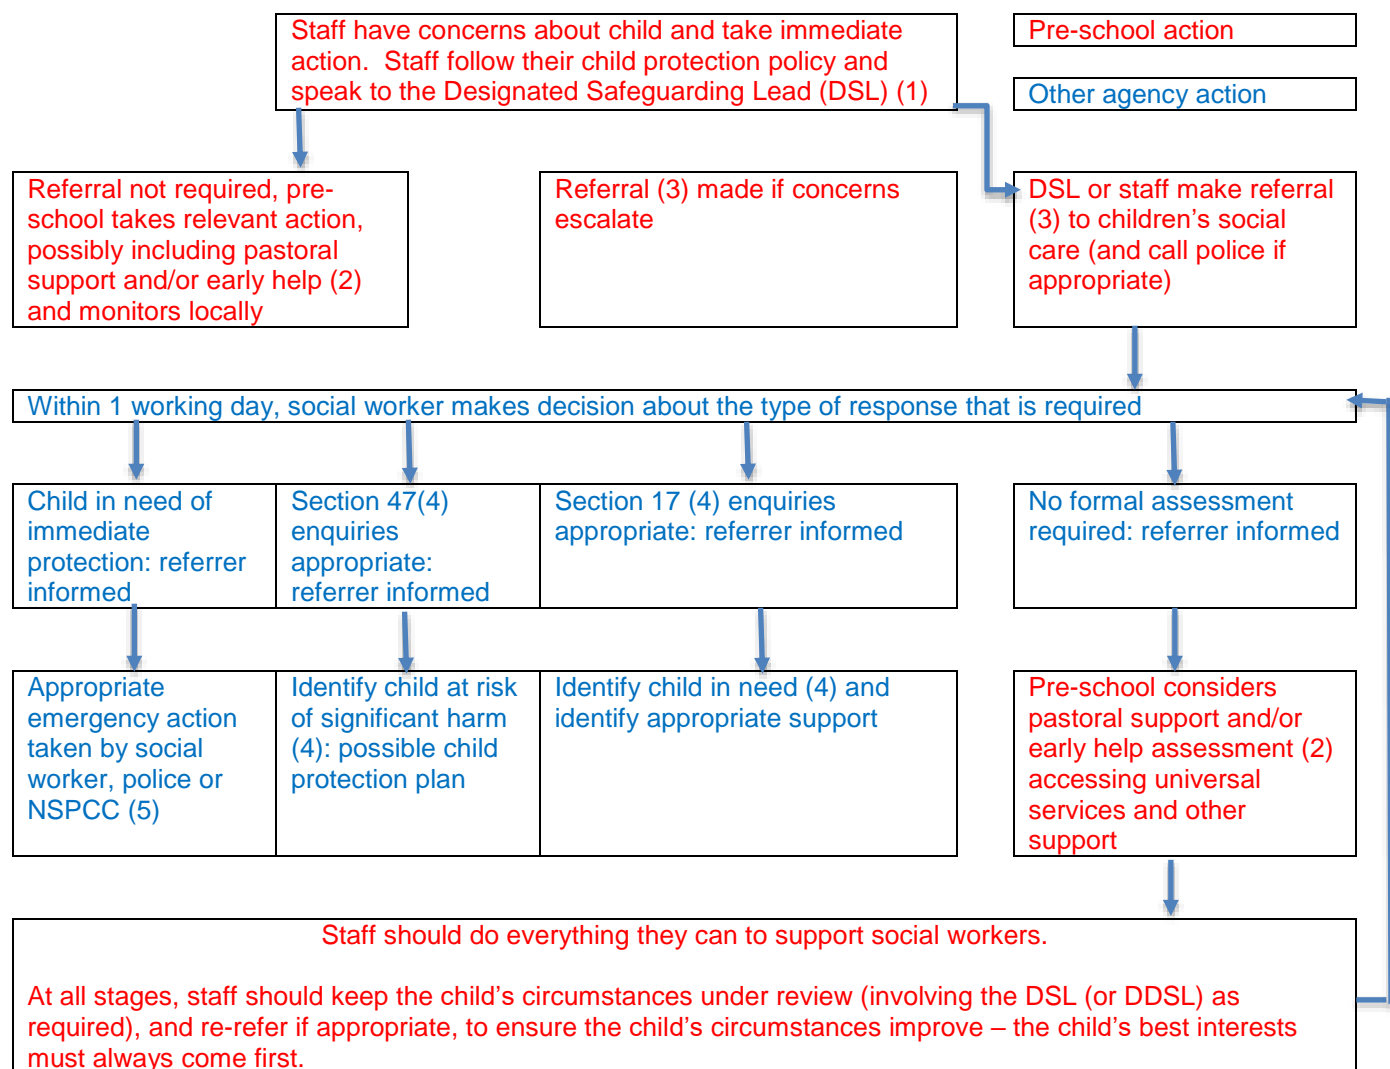 Staff have concerns about child and take immediate
action.  Staff follow their child protection policy and
speak to the Designated Safeguarding Lead (DSL) (1)
Pre-school action
Other agency action
Referral not required, pre-
school takes relevant action,
possibly including pastoral
support and/or early help (2)
and monitors locally
Referral (3) made if concerns
escalate
DSL or staff make referral
(3) to children’s social
care (and call police if
appropriate)
Within 1 working day, social worker makes decision about the type of response that is required
Child in need of
immediate
protection: referrer
informed
Section 47(4)
enquiries
appropriate:
referrer informed
Section 17 (4) enquiries
appropriate: referrer informed
No formal assessment
required: referrer informed
Appropriate
emergency action
taken by social
worker, police or
NSPCC (5)
Identify child at risk
of significant harm
(4): possible child
protection plan
Identify child in need (4) and
identify appropriate support
Pre-school considers
pastoral support and/or
early help assessment (2)
accessing universal
services and other
support
Staff should do everything they can to support social workers.
At all stages, staff should keep the child’s circumstances under review (involving the DSL (or DDSL) as
required), and re-refer if appropriate, to ensure the child’s circumstances improve – the child’s best interests
must always come first.